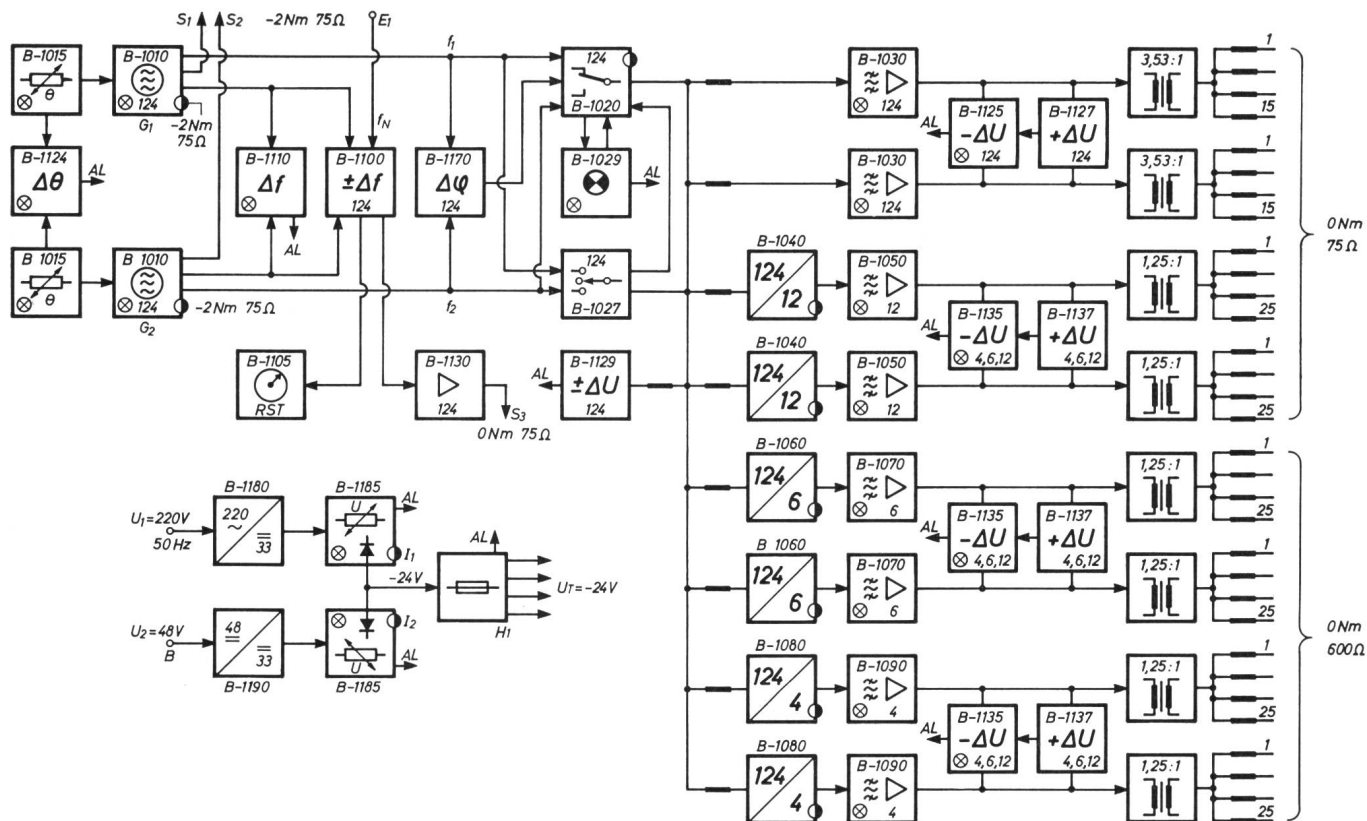 S1 S2 -2Nm 75Ω E1
B-1015
θ
B-1010
124
G1
-2Nm
75Ω
f1
fN
124
B-1020
B-1030
124
3,53:1
1
15
B-1124
Δθ
AL
B-1110
Δf
AL
B-1100
±Δf
124
B-1170
Δφ
124
B-1029
AL
AL
B-1125
-ΔU
124
B-1127
+ΔU
124
B-1030
124
3,53:1
1
15
0Nm
75Ω
B 1015
θ
B 1010
124
G2
-2Nm 75Ω
f2
124
B-1027
B-1040
124
12
B-1050
12
1,25:1
1
25
AL
B-1135
-ΔU
4,6,12
B-1137
+ΔU
4,6,12
B-1105
RST
B-1130
124
S3
0Nm 75Ω
AL
B-1129
±ΔU
124
B-1040
124
12
B-1050
12
1,25:1
1
25
B-1060
124
6
B-1070
6
1,25:1
1
25
AL
B-1135
-ΔU
4,6,12
B-1137
+ΔU
4,6,12
B 1060
124
6
B-1070
6
1,25:1
1
25
0Nm
600Ω
B-1080
124
4
B-1090
4
1,25:1
1
25
AL
B-1135
-ΔU
4,6,12
B-1137
+ΔU
4,6,12
B-1080
124
4
B-1090
4
1,25:1
1
25
U1=220V
50Hz
B-1180
220
33
B-1185
U
AL
I1
-24V
AL
H1
UT=-24V
U2=48V
B
48
33
B-1190
I2
U
AL
B-1185